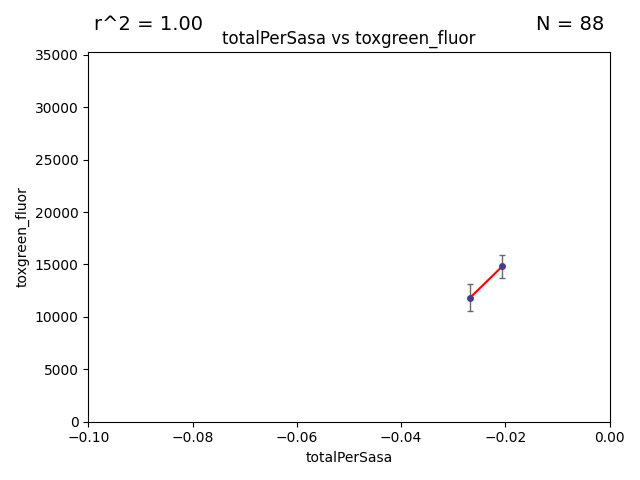 r^2 = 1.00
N = 88
totalPerSasa vs toxgreen_fluor
35000
30000
25000
20000
15000
10000
5000
0
toxgreen_fluor
−0.10
−0.08
−0.06
−0.04
−0.02
0.00
totalPerSasa